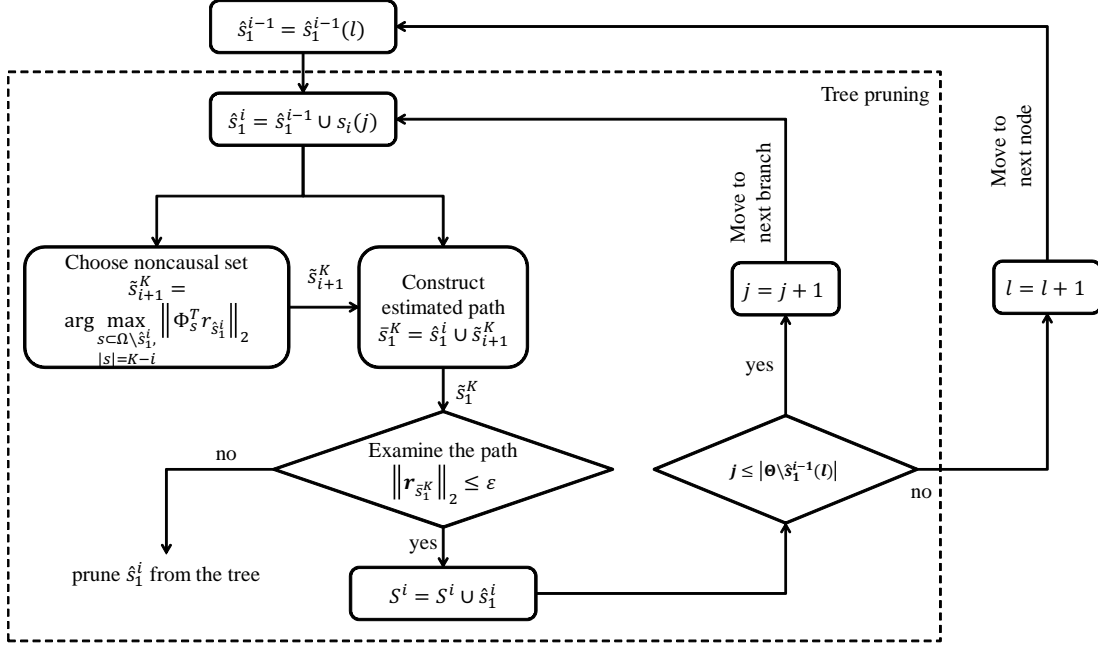 ŝ₁^{i-1} = ŝ₁^{i-1}(l)
Tree pruning
ŝ₁^i = ŝ₁^{i-1} ∪ s_i(j)
Move to
next branch
Move to
next node
Choose noncausal set
s̃_{i+1}^K =
arg max ‖Φ_s^T r_{ŝ₁^i}‖₂
s⊂Ω\ŝ₁^i,
|s|=K−i
s̃_{i+1}^K
Construct
estimated path
s̃₁^K = ŝ₁^i ∪ s̃_{i+1}^K
j = j + 1
l = l + 1
s̃₁^K
yes
Examine the path
‖r_{s̃₁^K}‖₂ ≤ ε
no
j ≤ |Θ\ŝ₁^{i-1}(l)|
no
yes
prune ŝ₁^i from the tree
S^i = S^i ∪ ŝ₁^i